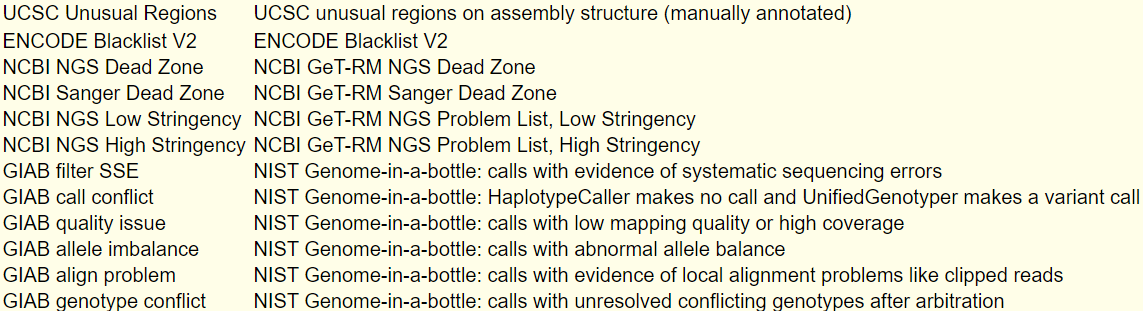 UCSC Unusual Regions UCSC unusual regions on assembly structure (manually annotated)
ENCODE Blacklist V2 ENCODE Blacklist V2
NCBI NGS Dead Zone NCBI GeT-RM NGS Dead Zone
NCBI Sanger Dead Zone NCBI GeT-RM Sanger Dead Zone
NCBI NGS Low Stringency NCBI GeT-RM NGS Problem List, Low Stringency
NCBI NGS High Stringency NCBI GeT-RM NGS Problem List, High Stringency
GIAB filter SSE NIST Genome-in-a-bottle: calls with evidence of systematic sequencing errors
GIAB call conflict NIST Genome-in-a-bottle: HaplotypeCaller makes no call and UnifiedGenotyper makes a variant call
GIAB quality issue NIST Genome-in-a-bottle: calls with low mapping quality or high coverage
GIAB allele imbalance NIST Genome-in-a-bottle: calls with abnormal allele balance
GIAB align problem NIST Genome-in-a-bottle: calls with evidence of local alignment problems like clipped reads
GIAB genotype conflict NIST Genome-in-a-bottle: calls with unresolved conflicting genotypes after arbitration